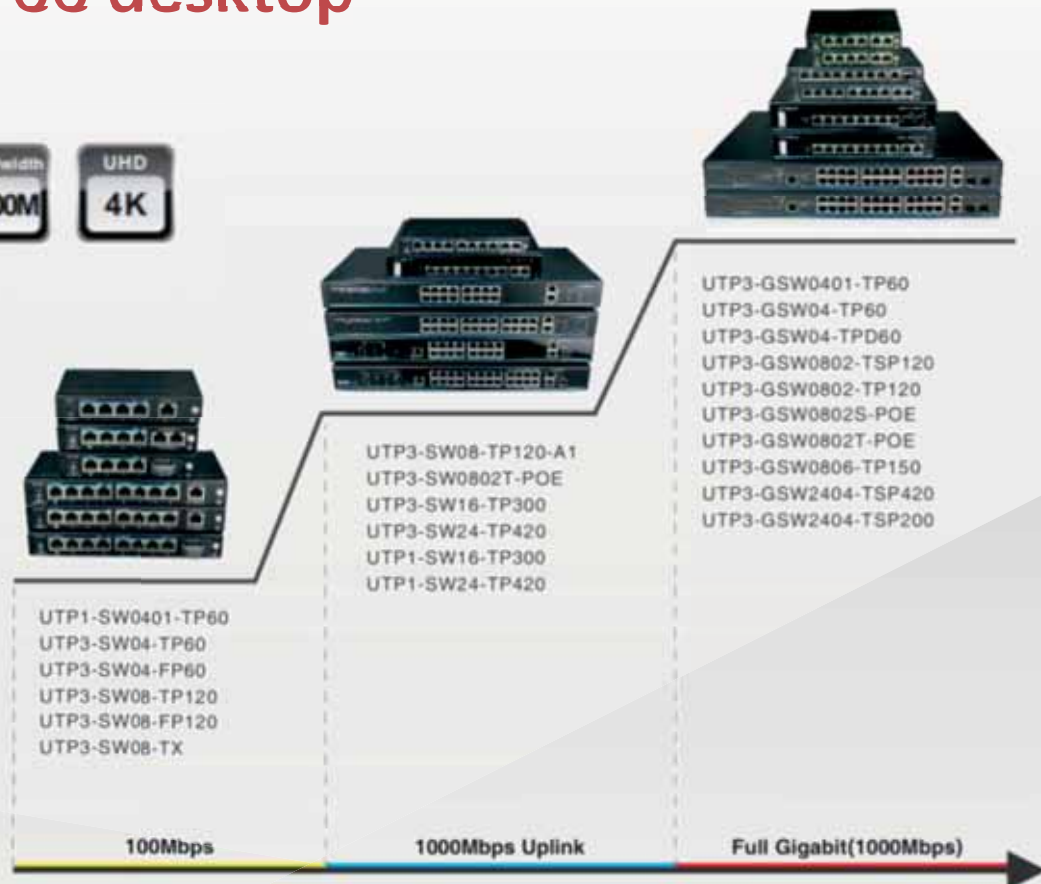 desktop
UHD
4K
UTP3-GSW0401-TP60
UTP3-GSW04-TP60
UTP3-GSW04-TPD60
UTP3-GSW0802-TSP120
UTP3-GSW0802-TP120
UTP3-GSW0802S-POE
UTP3-GSW0802T-POE
UTP3-GSW0806-TP150
UTP3-GSW2404-TSP420
UTP3-GSW2404-TSP200
UTP3-SW08-TP120-A1
UTP3-SW0802T-POE
UTP3-SW16-TP300
UTP3-SW24-TP420
UTP1-SW16-TP300
UTP1-SW24-TP420
UTP1-SW0401-TP60
UTP3-SW04-TP60
UTP3-SW04-FP60
UTP3-SW08-TP120
UTP3-SW08-FP120
UTP3-SW08-TX
100Mbps
1000Mbps Uplink
Full Gigabit(1000Mbps)